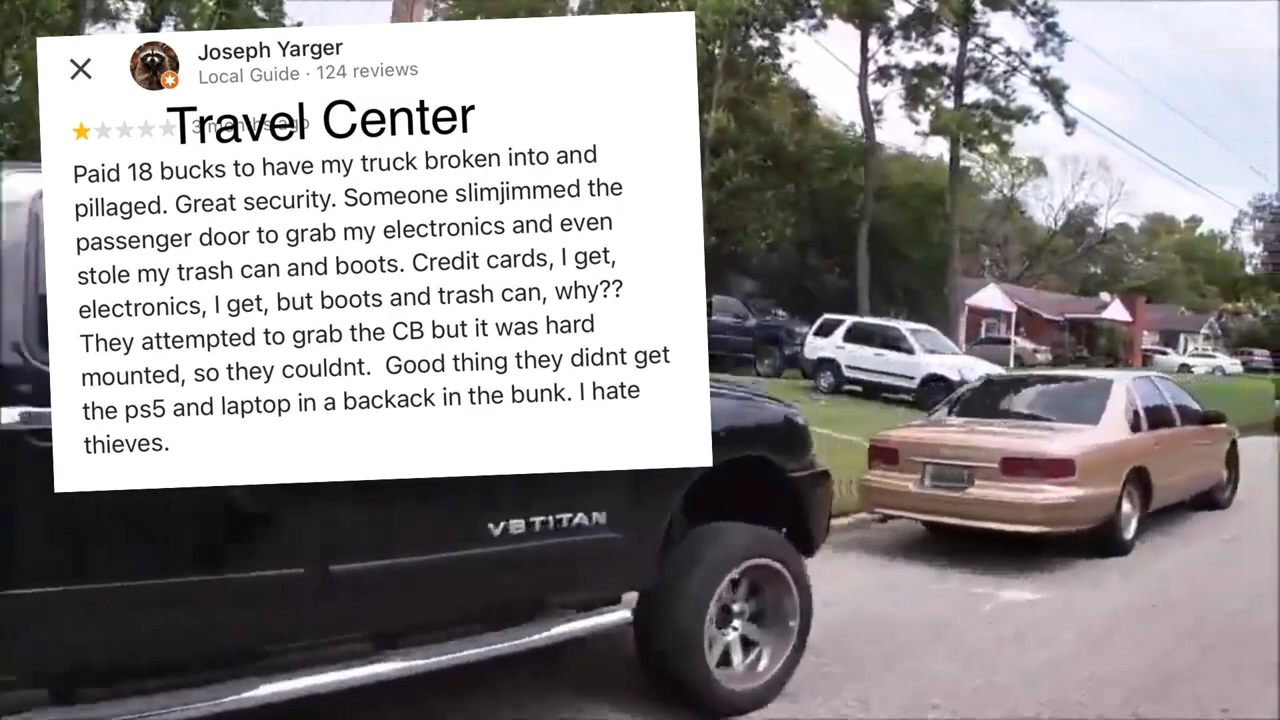 Joseph Yarger
Local Guide · 124 reviews
Travel Center
3 months ago
Paid 18 bucks to have my truck broken into and
pillaged. Great security. Someone slimjimmed the
passenger door to grab my electronics and even
stole my trash can and boots. Credit cards, I get,
electronics, I get, but boots and trash can, why??
They attempted to grab the CB but it was hard
mounted, so they couldnt.  Good thing they didnt get
the ps5 and laptop in a backack in the bunk. I hate
thieves.
V8 TITAN